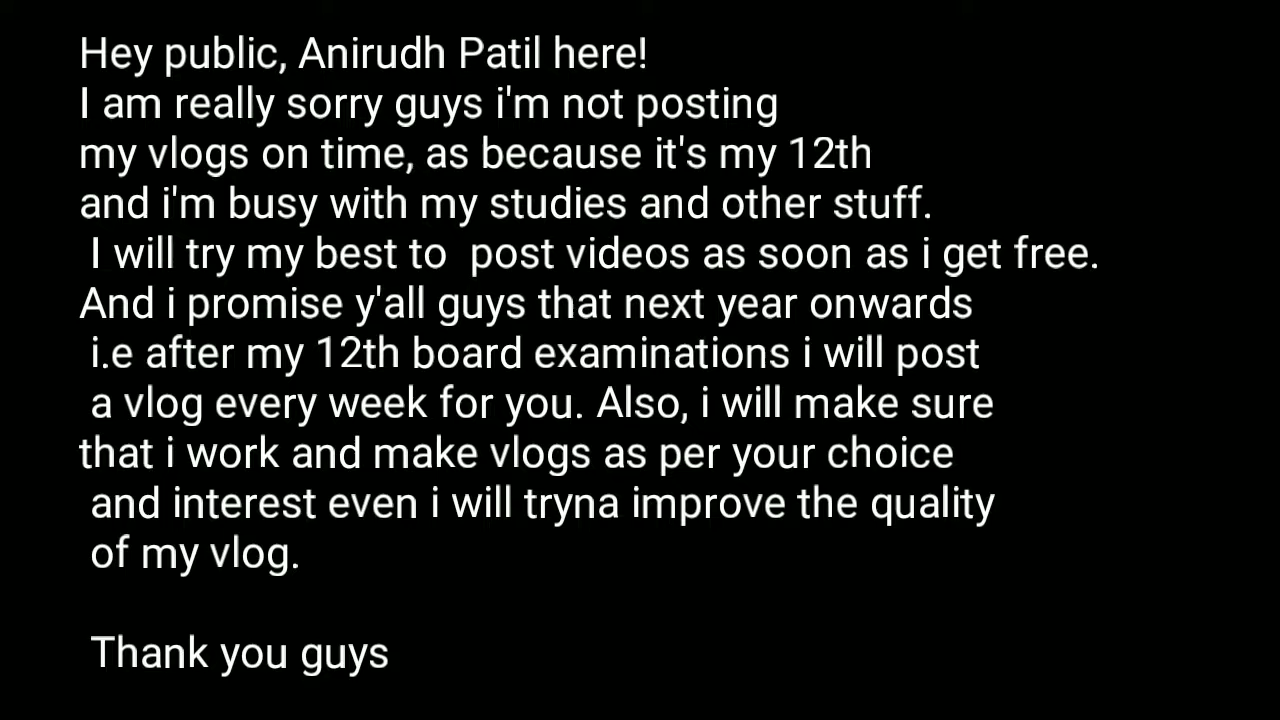 Hey public, Anirudh Patil here!
I am really sorry guys i'm not posting
my vlogs on time, as because it's my 12th
and i'm busy with my studies and other stuff.
I will try my best to  post videos as soon as i get free.
And i promise y'all guys that next year onwards
i.e after my 12th board examinations i will post
a vlog every week for you. Also, i will make sure
that i work and make vlogs as per your choice
and interest even i will tryna improve the quality
of my vlog.
Thank you guys